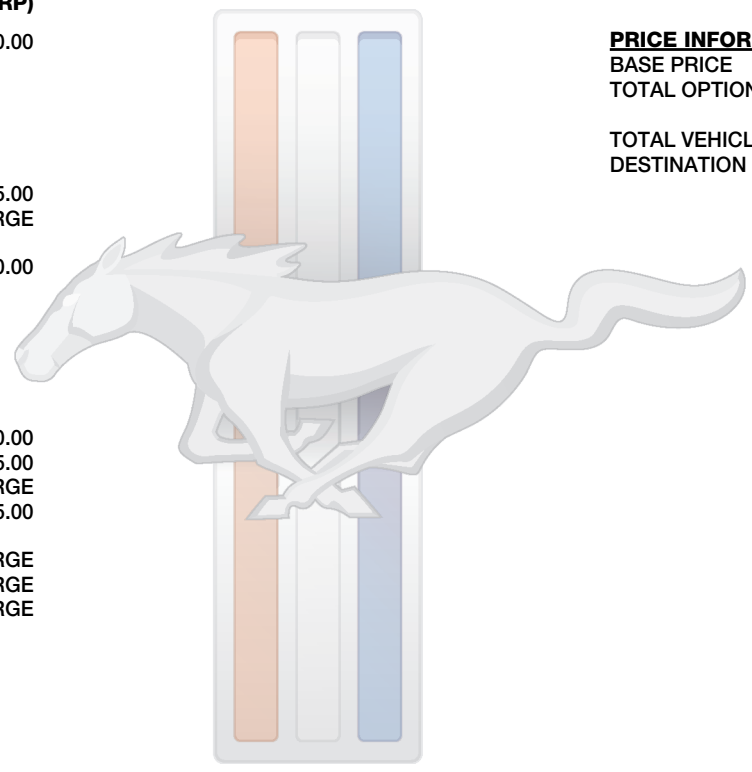 RP)
0.00
5.00
RGE
0.00
0.00
5.00
RGE
5.00
RGE
RGE
RGE
PRICE INFOR
BASE PRICE
TOTAL OPTION
TOTAL VEHICL
DESTINATION